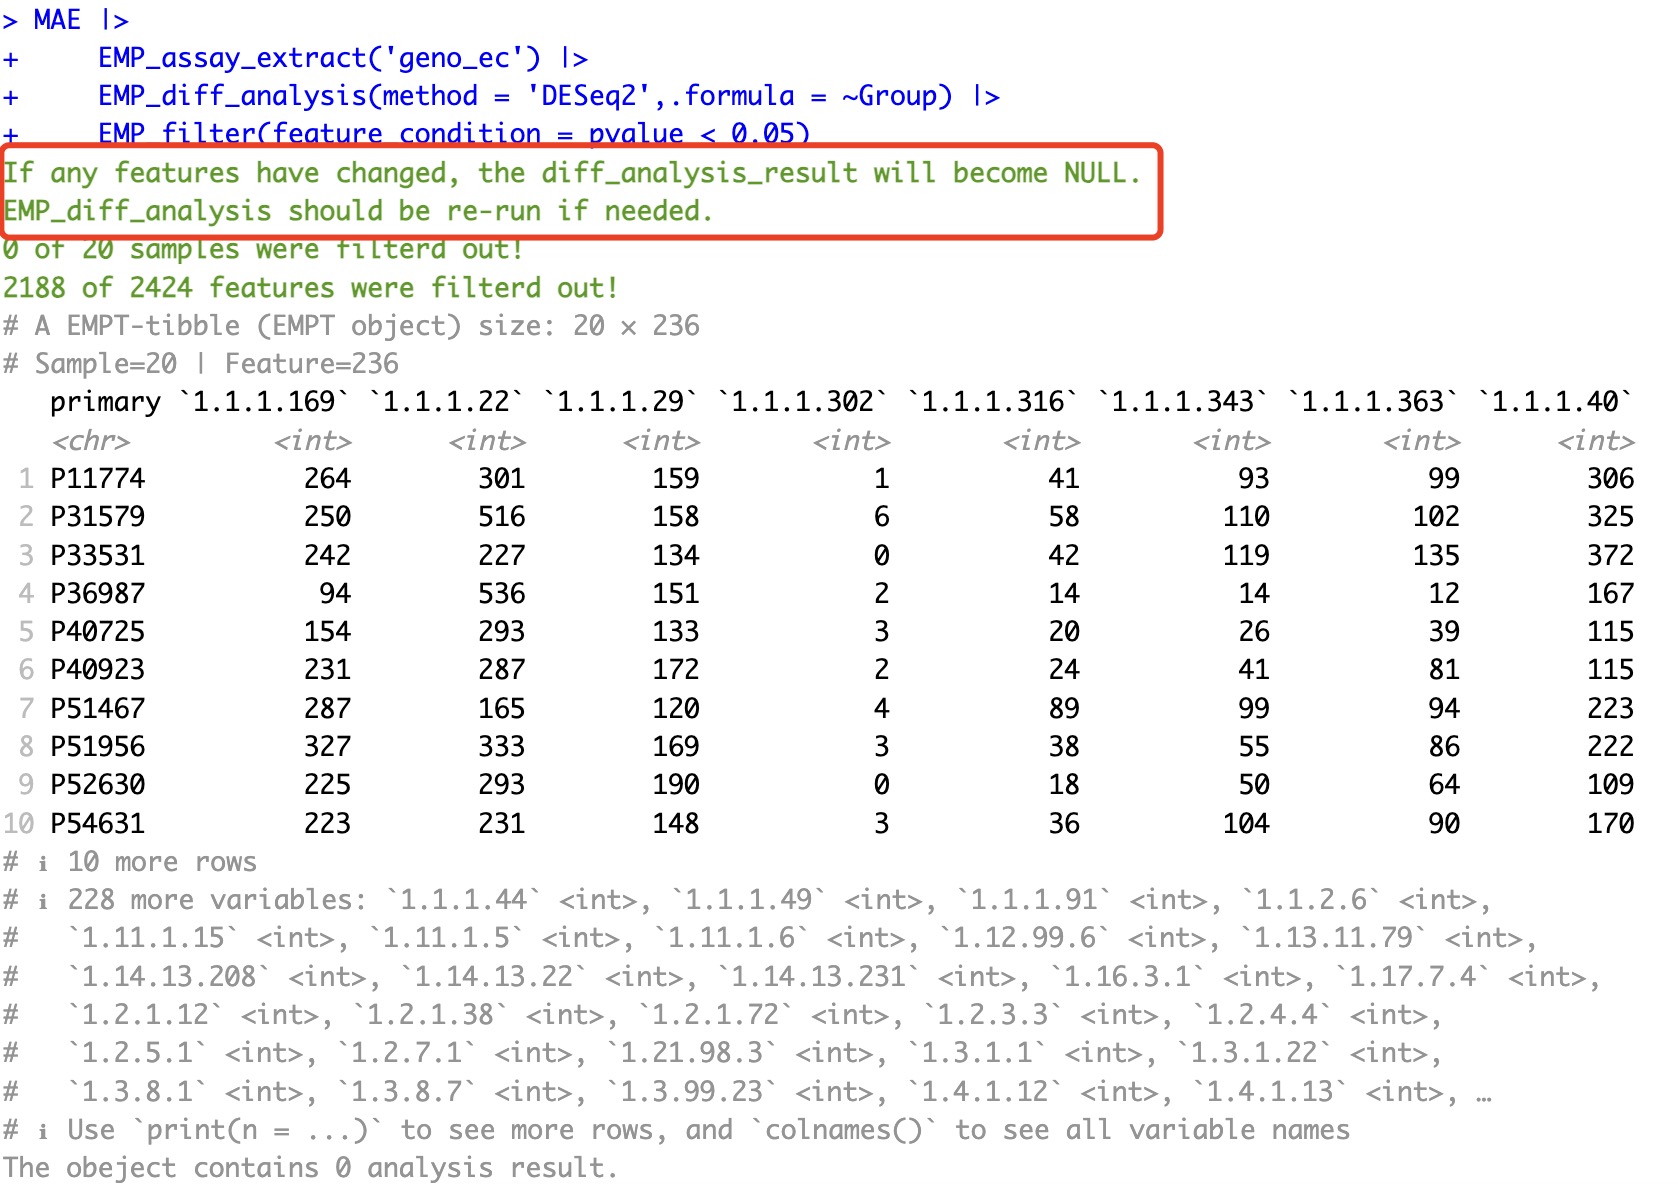 > MAE |>
+     EMP_assay_extract('geno_ec') |>
+     EMP_diff_analysis(method = 'DESeq2',.formula = ~Group) |>
+     EMP_filter(feature_condition = pvalue < 0.05)
If any features have changed, the diff_analysis_result will become NULL.
EMP_diff_analysis should be re-run if needed.
0 of 20 samples were filterd out!
2188 of 2424 features were filterd out!
# A EMPT-tibble (EMPT object) size: 20 × 236
# Sample=20 | Feature=236
   primary `1.1.1.169` `1.1.1.22` `1.1.1.29` `1.1.1.302` `1.1.1.316` `1.1.1.343` `1.1.1.363` `1.1.1.40`
   <chr>         <int>      <int>      <int>       <int>       <int>       <int>       <int>      <int>
 1 P11774          264        301        159           1          41          93          99        306
 2 P31579          250        516        158           6          58         110         102        325
 3 P33531          242        227        134           0          42         119         135        372
 4 P36987           94        536        151           2          14          14          12        167
 5 P40725          154        293        133           3          20          26          39        115
 6 P40923          231        287        172           2          24          41          81        115
 7 P51467          287        165        120           4          89          99          94        223
 8 P51956          327        333        169           3          38          55          86        222
 9 P52630          225        293        190           0          18          50          64        109
10 P54631          223        231        148           3          36         104          90        170
# ℹ 10 more rows
# ℹ 228 more variables: `1.1.1.44` <int>, `1.1.1.49` <int>, `1.1.1.91` <int>, `1.1.2.6` <int>,
#   `1.11.1.15` <int>, `1.11.1.5` <int>, `1.11.1.6` <int>, `1.12.99.6` <int>, `1.13.11.79` <int>,
#   `1.14.13.208` <int>, `1.14.13.22` <int>, `1.14.13.231` <int>, `1.16.3.1` <int>, `1.17.7.4` <int>,
#   `1.2.1.12` <int>, `1.2.1.38` <int>, `1.2.1.72` <int>, `1.2.3.3` <int>, `1.2.4.4` <int>,
#   `1.2.5.1` <int>, `1.2.7.1` <int>, `1.21.98.3` <int>, `1.3.1.1` <int>, `1.3.1.22` <int>,
#   `1.3.8.1` <int>, `1.3.8.7` <int>, `1.3.99.23` <int>, `1.4.1.12` <int>, `1.4.1.13` <int>, …
# ℹ Use `print(n = ...)` to see more rows, and `colnames()` to see all variable names
The obeject contains 0 analysis result.